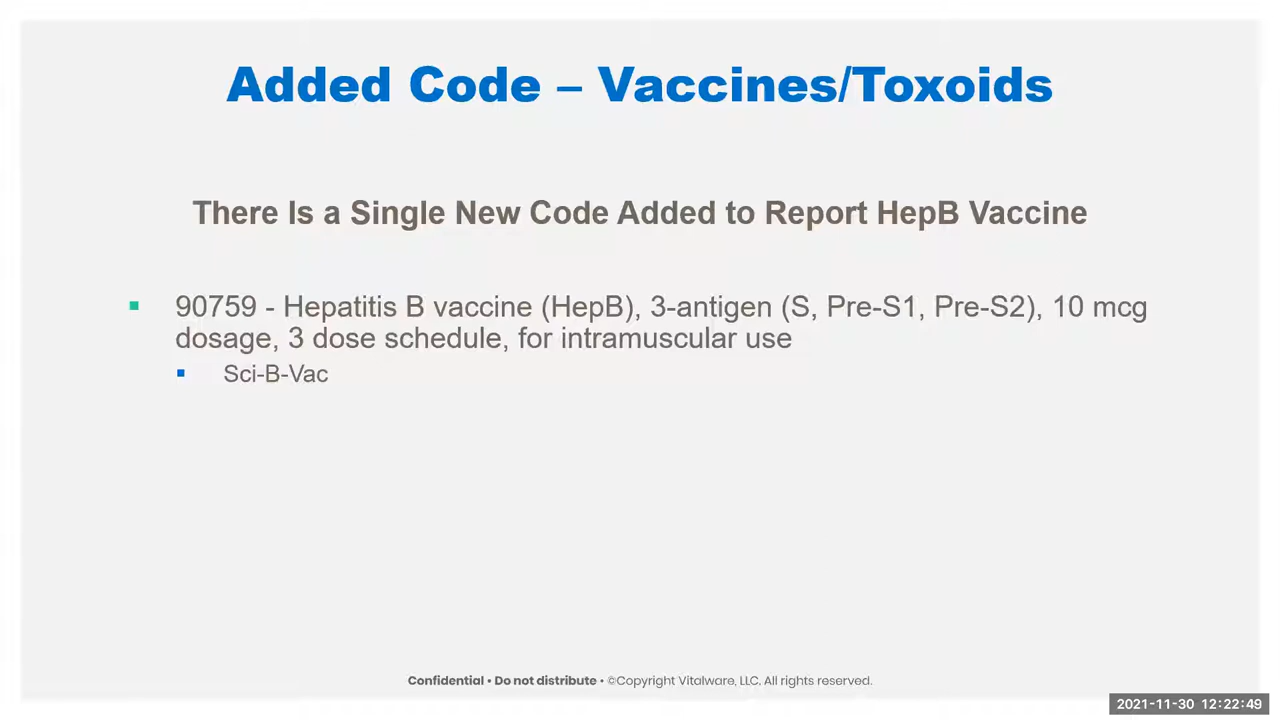 Added Code – Vaccines/Toxoids
There Is a Single New Code Added to Report HepB Vaccine
▪ 90759 - Hepatitis B vaccine (HepB), 3-antigen (S, Pre-S1, Pre-S2), 10 mcg
dosage, 3 dose schedule, for intramuscular use
▪ Sci-B-Vac
Confidential • Do not distribute • ©Copyright Vitalware, LLC. All rights reserved.
2021-11-30 12:22:49